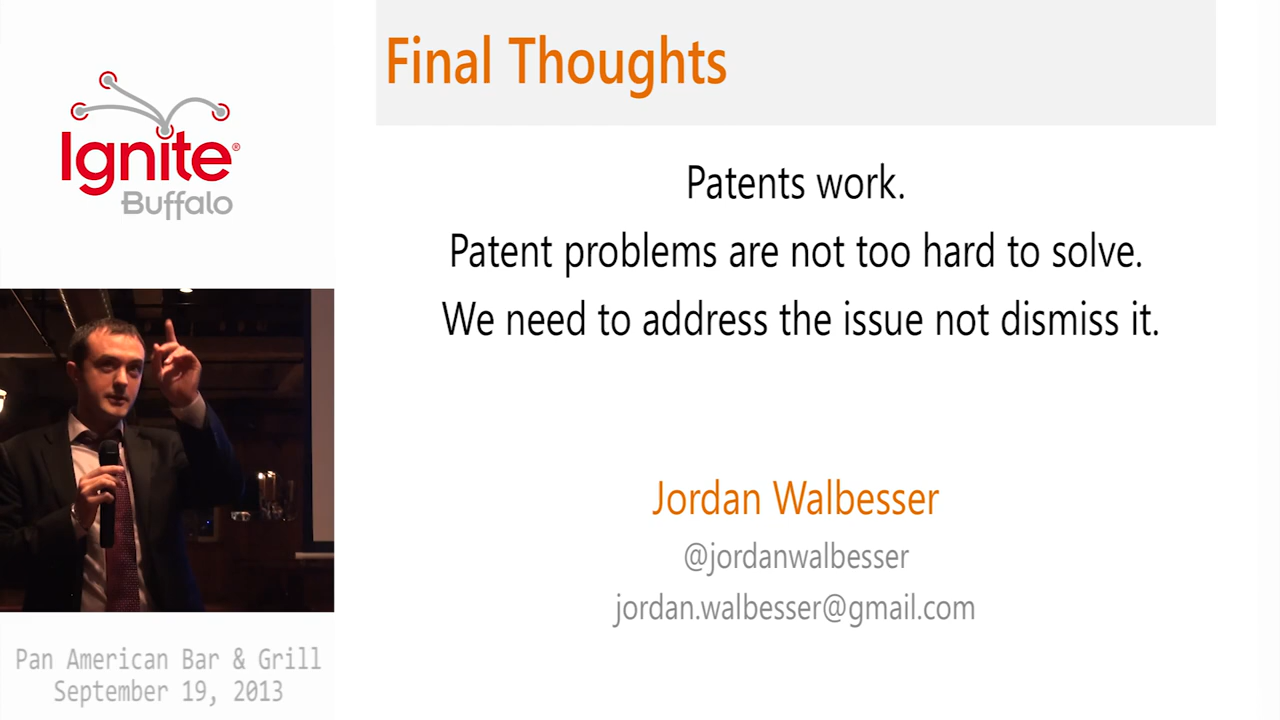 Ignite®
Buffalo
Pan American Bar & Grill
September 19, 2013
Final Thoughts
Patents work.
Patent problems are not too hard to solve.
We need to address the issue not dismiss it.
Jordan Walbesser
@jordanwalbesser
jordan.walbesser@gmail.com